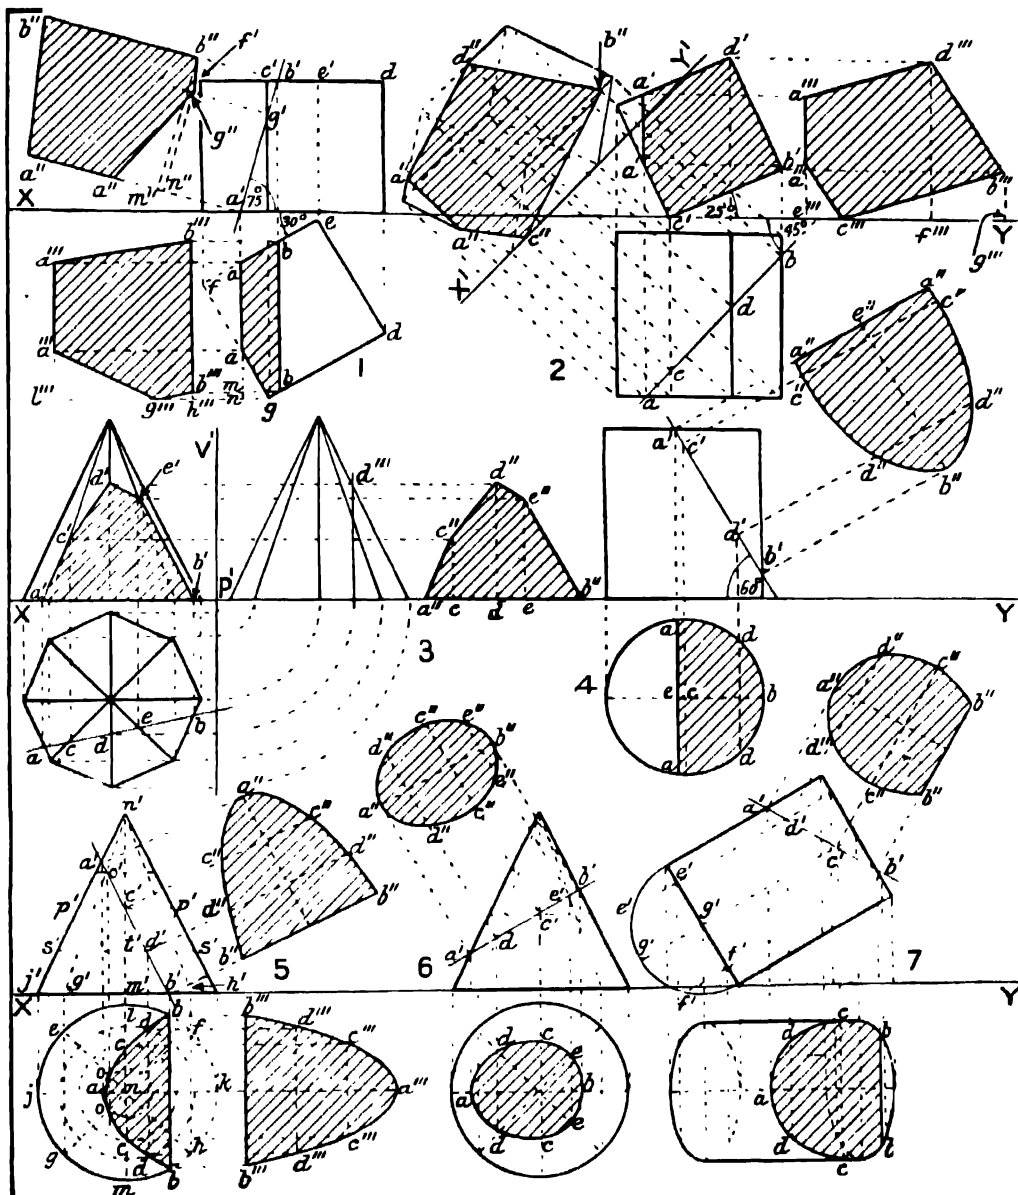 b" b" f' c' b' e' d d" b" Y' d' d''' a'''
g' g" a' a'
a" a" m" n" a' 75° a" a b' a''' b'''
X 30° e a" c" c' 25° e''' c''' f''' 45° Y
b''' b X' g'''
a''' a f b a"
d c"
a''' a d e"
l''' b''' m b 1 2 e a"
g''' h''' n g a c" d"
V' a' c' d" b"
d' e' d''' d" e"
c' c" d' b'
a' b' p' a" c d e b" 60°
X Y
3 a d
4 e c b
e b c" e" a" d" c"
a c d d" b" a d b"
n' a" c" a" e" d" c" d''' c" b"
a' o' c" d" b' a' d'
p' c p' d" b" e' c' b'
s' t' d' s' b" 5 a' d c' 6 e' g' 7
j' g' m' b' h' g' f' f'
X Y
l d b f b''' d''' c
e c c''' d c e d b
j a o m k a''' a b a
o
g c d b h c''' d c e d c b
m b''' d'''